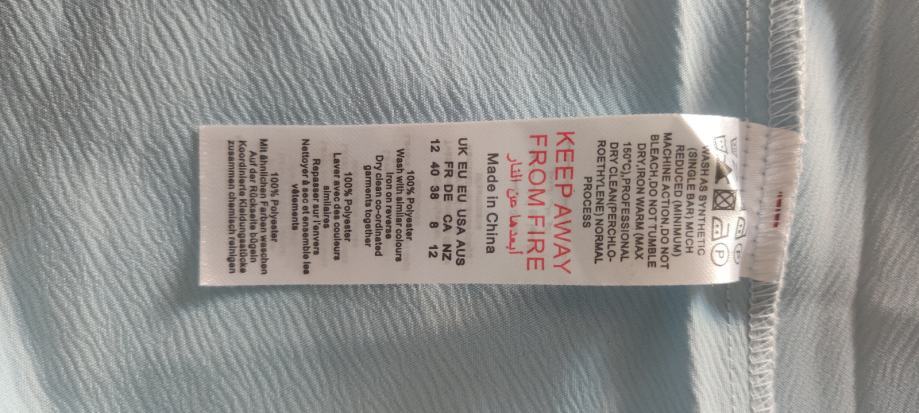 WASH AS SYNTHETIC
(SINGLE BAR) MUCH
REDUCED (MINIMUM)
MACHINE ACTION,DO NOT
BLEACH,DO NOT TUMBLE
DRY,IRON WARM (MAX
150°C),PROFESSIONAL
DRY CLEAN(PERCHLO-
ROETHYLENE) NORMAL
PROCESS
KEEP AWAY
FROM FIRE
أبعدها عن النار
Made in China
UK EU EU USA AUS
FR DE CA NZ
12 40 38 8 12
100% Polyester
Wash with similar colours
Iron on reverse
Dry clean co-ordinated
garments together
100% Polyester
Laver avec des couleurs
similaires
Repasser sur l'envers
Nettoyer à sec et ensemble les
vêtements
100% Polyester
Mit ähnlichen Farben waschen
Auf der Rückseite bügeln
Koordinierte Kleidungsstücke
zusammen chemisch reinigen